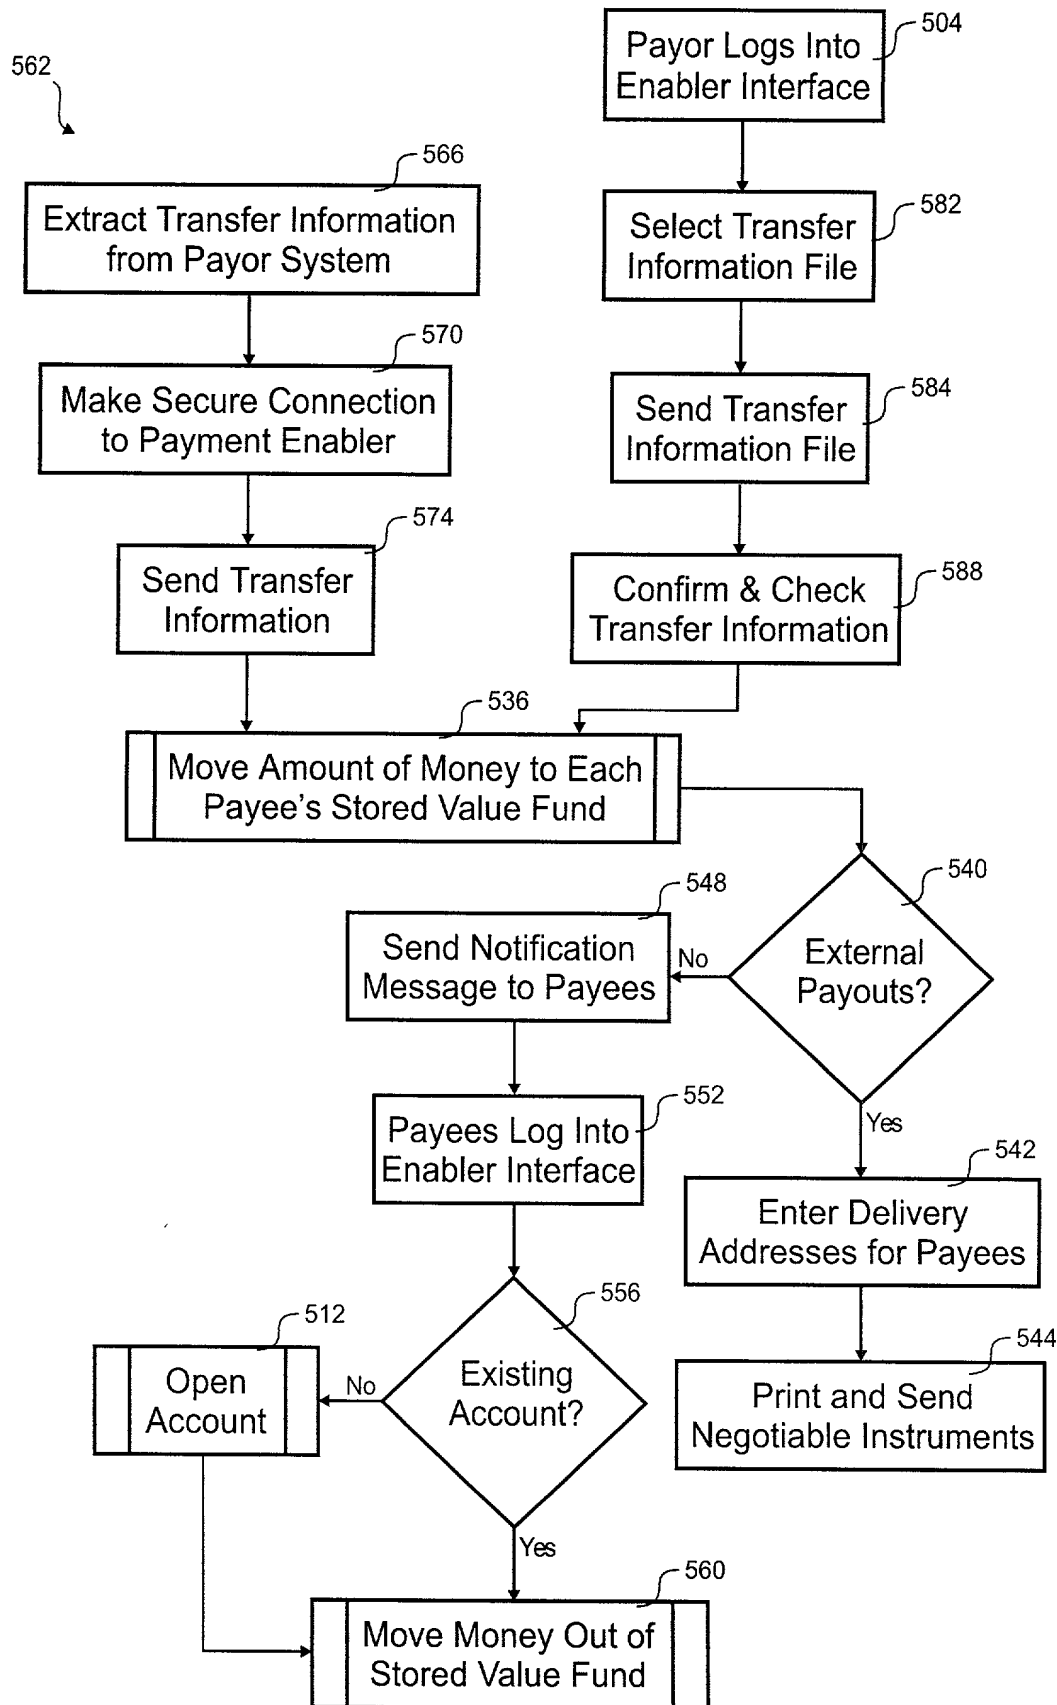 504
Payor Logs Into
Enabler Interface
562
566
Extract Transfer Information
from Payor System
582
Select Transfer
Information File
570
Make Secure Connection
to Payment Enabler
584
Send Transfer
Information File
574
Send Transfer
Information
588
Confirm & Check
Transfer Information
536
Move Amount of Money to Each
Payee's Stored Value Fund
540
External
Payouts?
No
Yes
548
Send Notification
Message to Payees
552
Payees Log Into
Enabler Interface
542
Enter Delivery
Addresses for Payees
544
Print and Send
Negotiable Instruments
556
Existing
Account?
No
Yes
512
Open
Account
560
Move Money Out of
Stored Value Fund